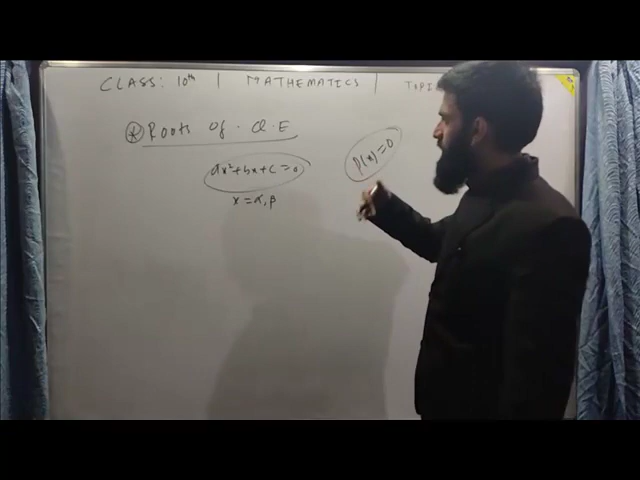 CLASS: 10th | MATHEMATICS | TOPI
* Roots Of . Q.E
ax²+bx+c=0
P(x)=0
x=α,β